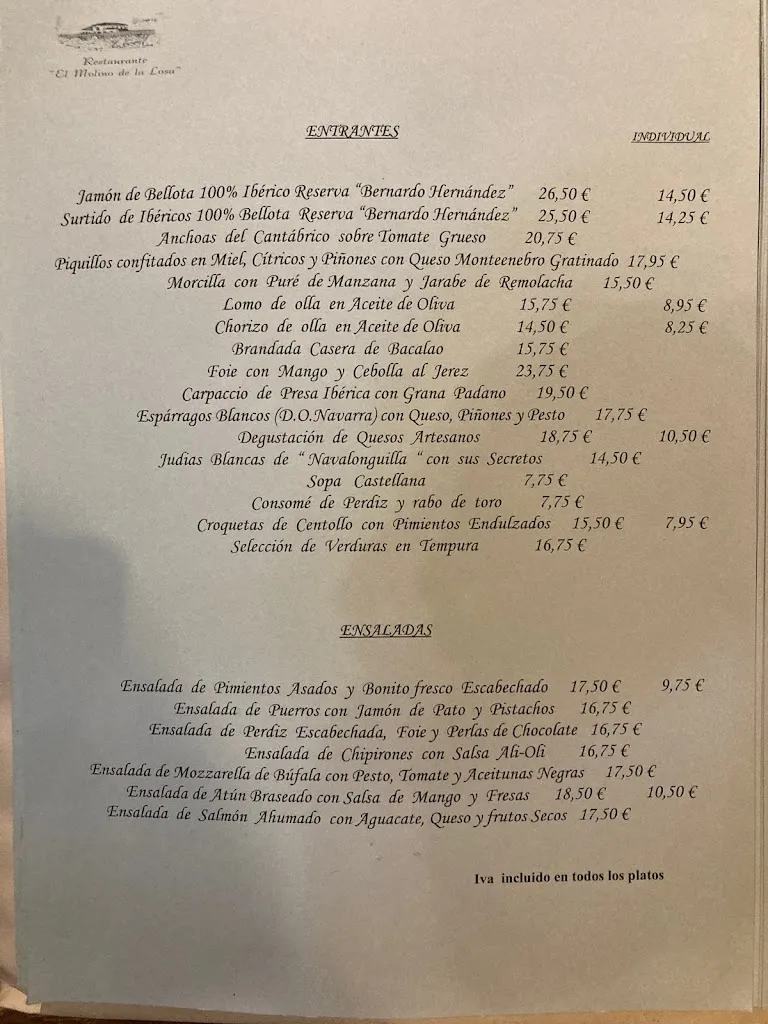 Restaurante
"El Molino de la Losa"
ENTRANTES
INDIVIDUAL
Jamón de Bellota 100% Ibérico Reserva "Bernardo Hernández" 26,50 € 14,50 €
Surtido de Ibéricos 100% Bellota Reserva "Bernardo Hernández" 25,50 € 14,25 €
Anchoas del Cantábrico sobre Tomate Grueso 20,75 €
Piquillos confitados en Miel, Cítricos y Piñones con Queso Monteenebro Gratinado 17,95 €
Morcilla con Puré de Manzana y Jarabe de Remolacha 15,50 €
Lomo de olla en Aceite de Oliva 15,75 € 8,95 €
Chorizo de olla en Aceite de Oliva 14,50 € 8,25 €
Brandada Casera de Bacalao 15,75 €
Foie con Mango y Cebolla al Jerez 23,75 €
Carpaccio de Presa Ibérica con Grana Padano 19,50 €
Espárragos Blancos (D.O.Navarra) con Queso, Piñones y Pesto 17,75 €
Degustación de Quesos Artesanos 18,75 € 10,50 €
Judias Blancas de " Navalonguilla " con sus Secretos 14,50 €
Sopa Castellana 7,75 €
Consomé de Perdiz y rabo de toro 7,75 €
Croquetas de Centollo con Pimientos Endulzados 15,50 € 7,95 €
Selección de Verduras en Tempura 16,75 €
ENSALADAS
Ensalada de Pimientos Asados y Bonito fresco Escabechado 17,50 € 9,75 €
Ensalada de Puerros con Jamón de Pato y Pistachos 16,75 €
Ensalada de Perdiz Escabechada, Foie y Perlas de Chocolate 16,75 €
Ensalada de Chipirones con Salsa Ali-Oli 16,75 €
Ensalada de Mozzarella de Búfala con Pesto, Tomate y Aceitunas Negras 17,50 €
Ensalada de Atún Braseado con Salsa de Mango y Fresas 18,50 € 10,50 €
Ensalada de Salmón Ahumado con Aguacate, Queso y frutos Secos 17,50 €
Iva incluido en todos los platos